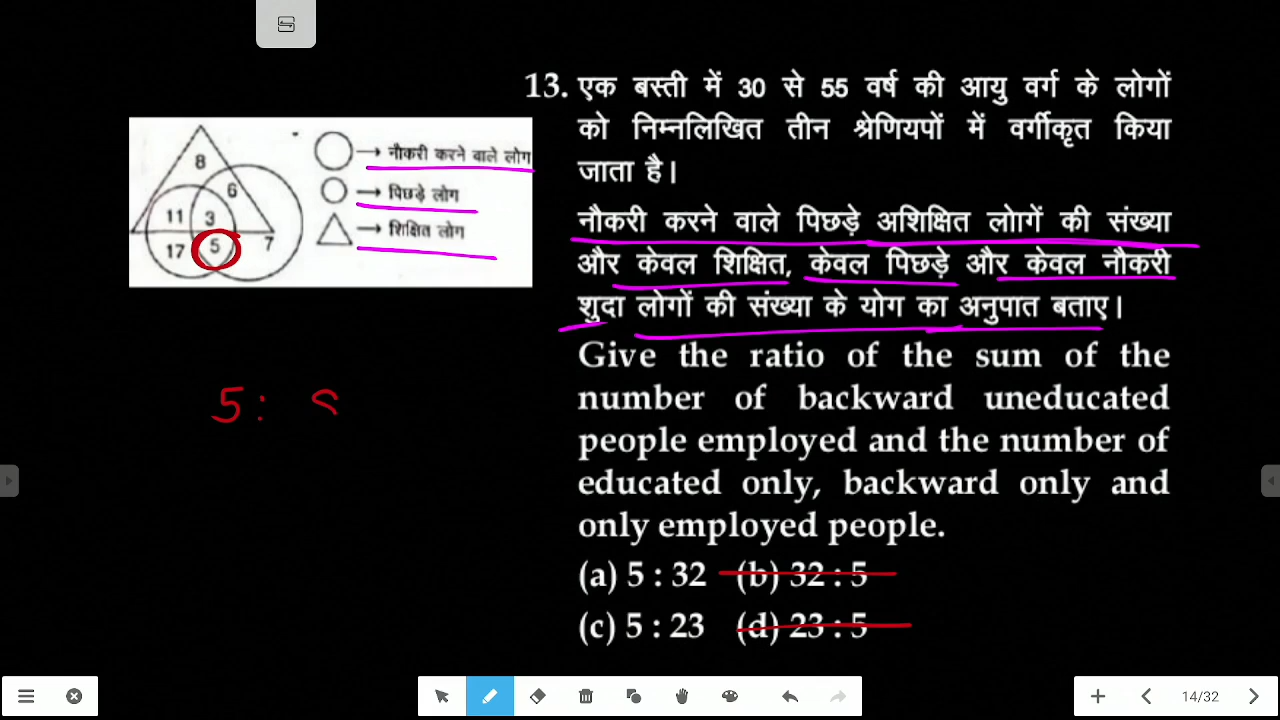 13. एक बस्ती में 30 से 55 वर्ष की आयु वर्ग के लोगों
को निम्नलिखित तीन श्रेणियपों में वर्गीकृत किया
जाता है।
नौकरी करने वाले पिछड़े अशिक्षित लोागें की संख्या
और केवल शिक्षित, केवल पिछड़े और केवल नौकरी
शुदा लोगों की संख्या के योग का अनुपात बताए।
Give the ratio of the sum of the
number of backward uneducated
people employed and the number of
educated only, backward only and
only employed people.
(a) 5 : 32 (b) 32 : 5
(c) 5 : 23 (d) 23 : 5
8
6
11 3
17 5 7
→ नौकरी करने वाले लोग
→ पिछड़े लोग
→ शिक्षित लोग
5 :
14/32